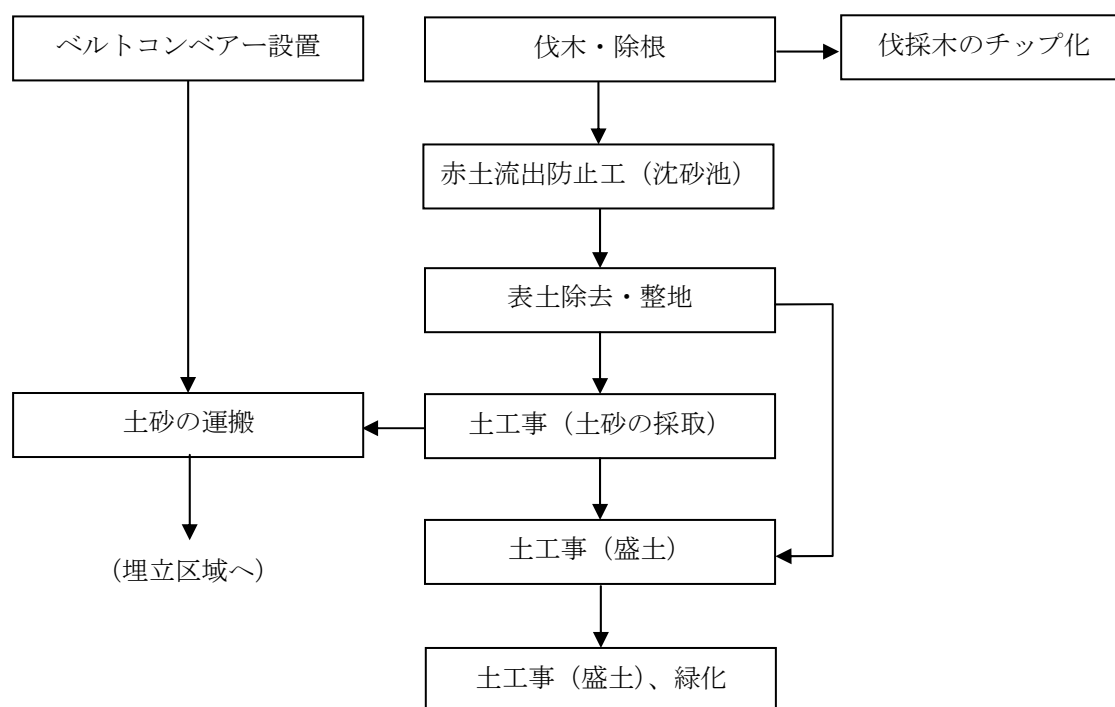 ベルトコンベアー設置
伐木・除根
伐採木のチップ化
赤土流出防止工（沈砂池）
表土除去・整地
土砂の運搬
土工事（土砂の採取）
土工事（盛土）
（埋立区域へ）
土工事（盛土）、緑化